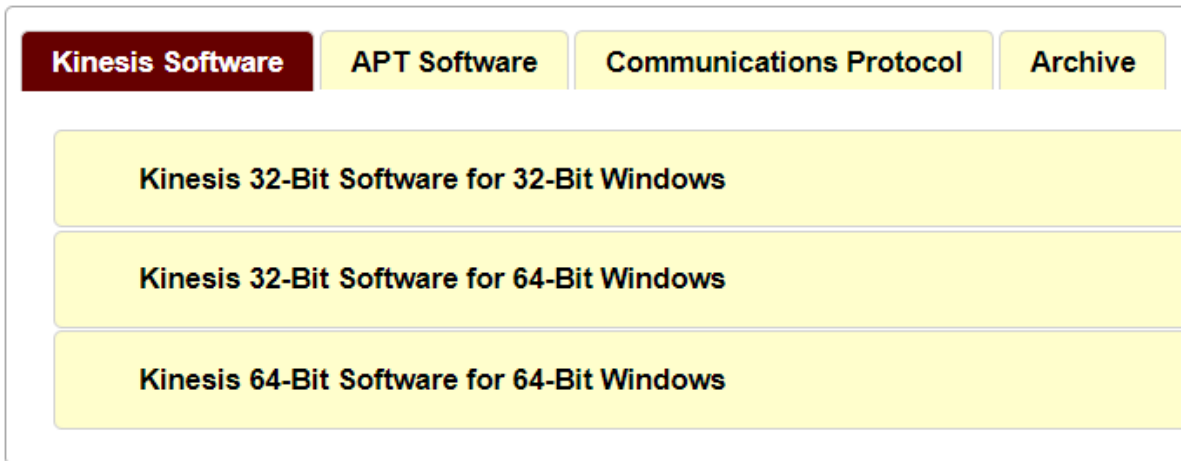 Kinesis Software APT Software Communications Protocol Archive
Kinesis 32-Bit Software for 32-Bit Windows
Kinesis 32-Bit Software for 64-Bit Windows
Kinesis 64-Bit Software for 64-Bit Windows